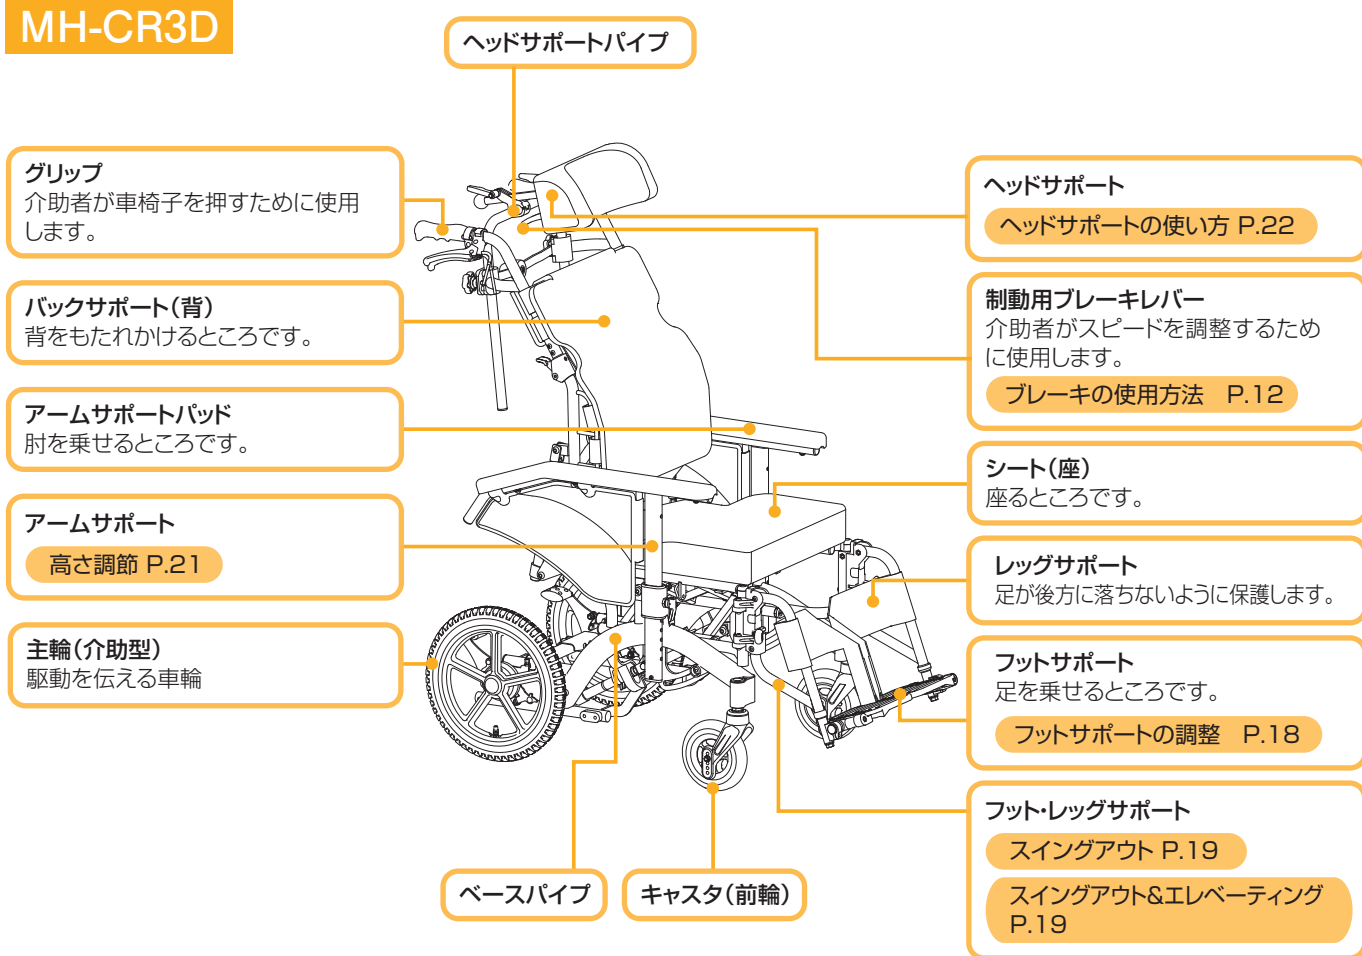 MH-CR3D
ヘッドサポートパイプ
グリップ
介助者が車椅子を押すために使用
します。
バックサポート(背)
背をもたれかけるところです。
アームサポートパッド
肘を乗せるところです。
アームサポート
高さ調節 P.21
主輪(介助型)
駆動を伝える車輪
ヘッドサポート
ヘッドサポートの使い方 P.22
制動用ブレーキレバー
介助者がスピードを調整するため
に使用します。
ブレーキの使用方法 P.12
シート(座)
座るところです。
レッグサポート
足が後方に落ちないように保護します。
フットサポート
足を乗せるところです。
フットサポートの調整 P.18
フット・レッグサポート
スイングアウト P.19
スイングアウト&エレベーティング
P.19
ベースパイプ
キャスタ(前輪)